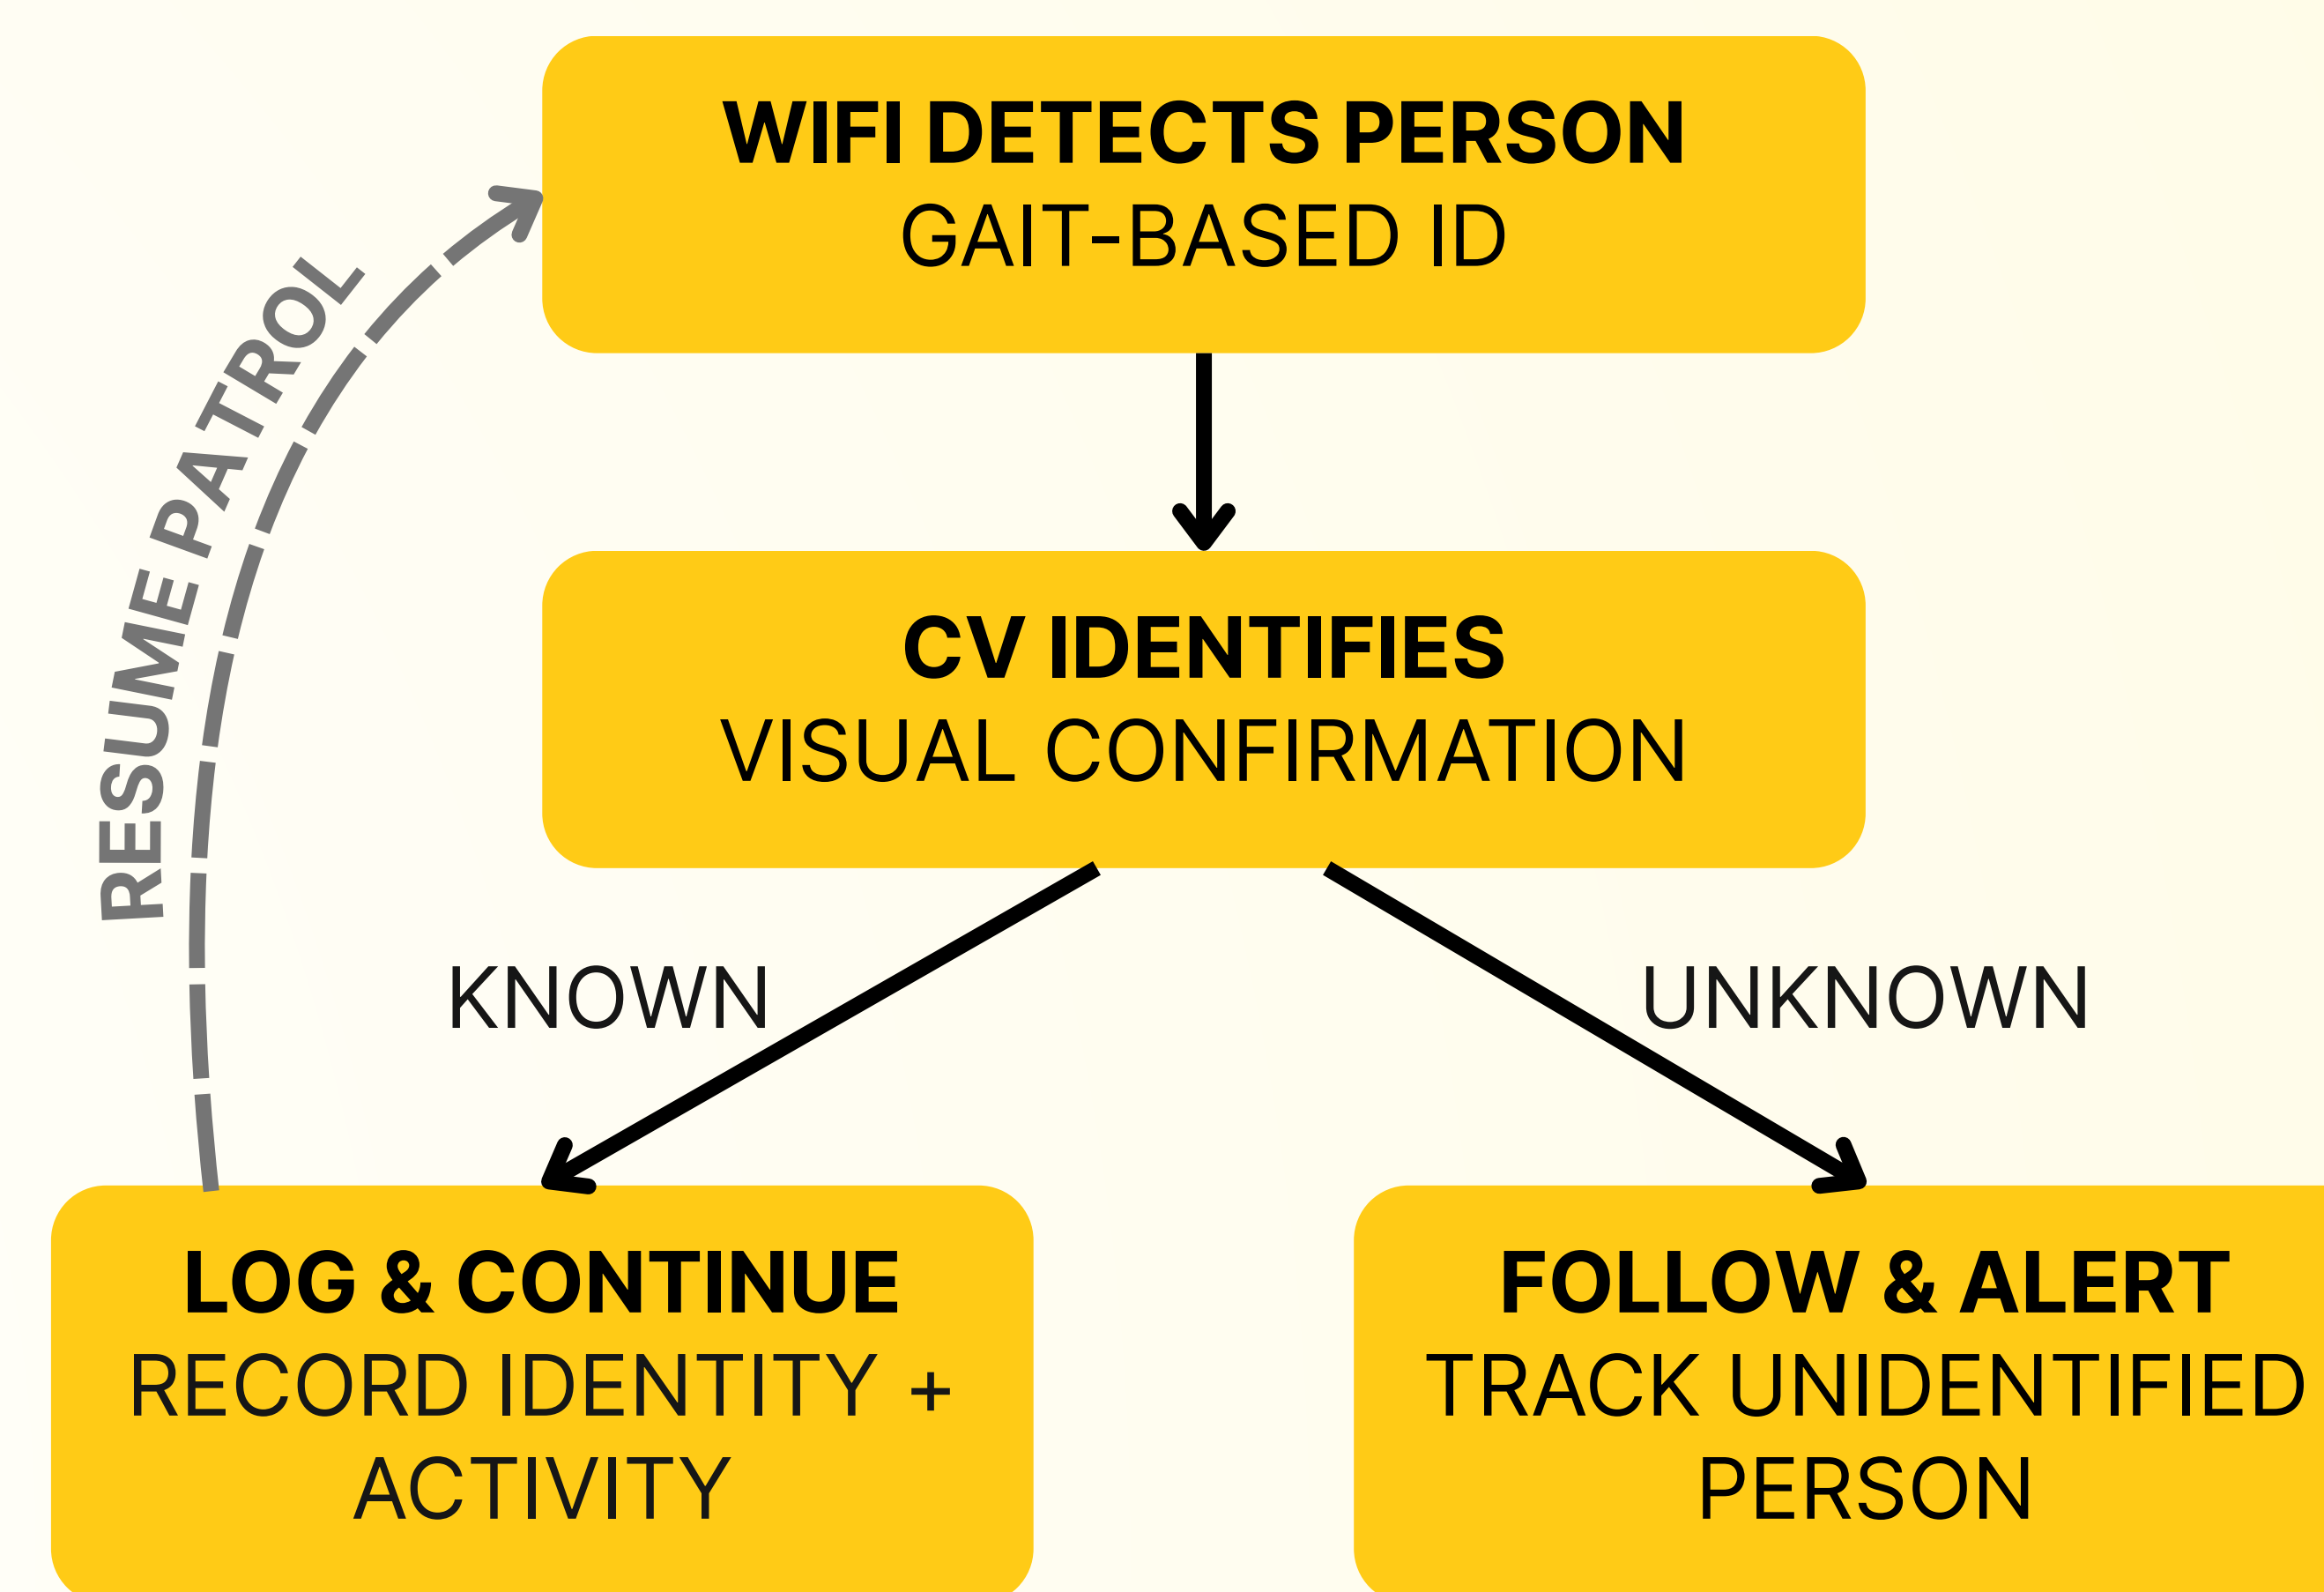 WIFI DETECTS PERSON
GAIT-BASED ID
RESUME PATROL
CV IDENTIFIES
VISUAL CONFIRMATION
KNOWN
UNKNOWN
LOG & CONTINUE
RECORD IDENTITY +
ACTIVITY
FOLLOW & ALERT
TRACK UNIDENTIFIED
PERSON